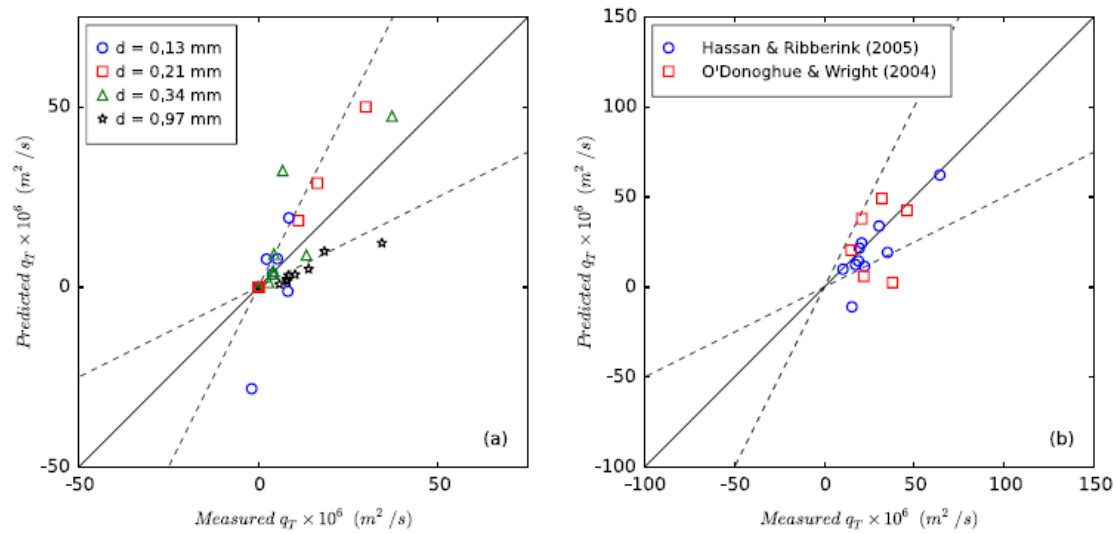 d = 0,13 mm
d = 0,21 mm
d = 0,34 mm
d = 0,97 mm
50
0
-50
-50
0
50
Predicted q_T × 10^6 (m^2 /s)
Measured q_T × 10^6 (m^2 /s)
(a)
Hassan & Ribberink (2005)
O'Donoghue & Wright (2004)
150
100
50
0
-50
-100
-100
-50
0
50
100
150
Predicted q_T × 10^6 (m^2 /s)
Measured q_T × 10^6 (m^2 /s)
(b)